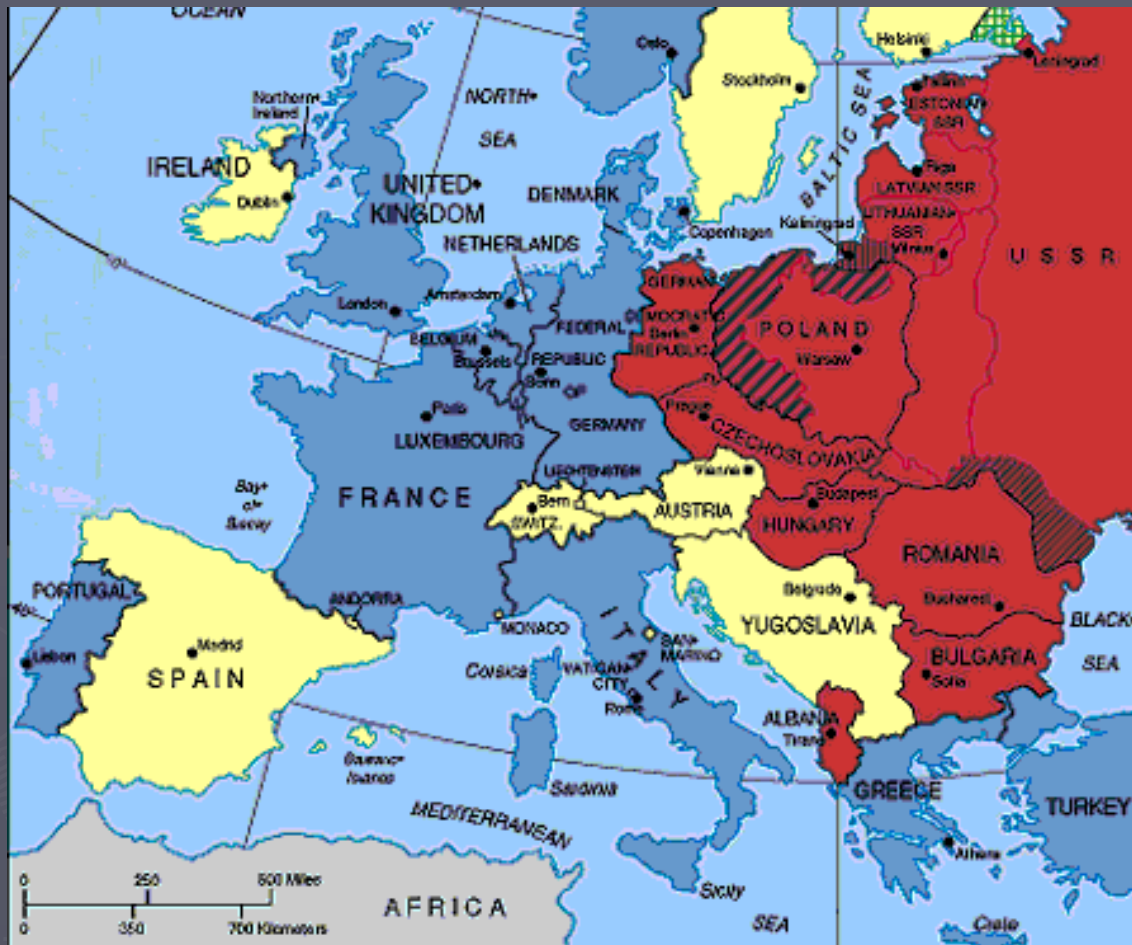 OCEAN
Oslo
Helsinki
Leningrad
Stockholm
Northern
Ireland
NORTH
SEA
BALTIC SEA
Tallinn
ESTONIAN
SSR
IRELAND
Dublin
UNITED
KINGDOM
DENMARK
Copenhagen
Riga
LATVIAN SSR
Kaliningrad
LITHUANIAN
SSR
Vilnius
USSR
NETHERLANDS
London
Amsterdam
BELGIUM
Brussels
FEDERAL
REPUBLIC
OF
GERMANY
Bonn
GERMAN
DEMOCRATIC
Berlin
REPUBLIC
POLAND
Warsaw
Paris
LUXEMBOURG
Prague
CZECHOSLOVAKIA
Bay
of
Biscay
FRANCE
LIECHTENSTEIN
Bern
SWITZ.
Vienna
AUSTRIA
Budapest
HUNGARY
ROMANIA
Bucharest
PORTUGAL
Lisbon
Madrid
SPAIN
ANDORRA
MONACO
Corsica
ITALY
SAN
MARINO
VATICAN
CITY
Rome
Belgrade
YUGOSLAVIA
BULGARIA
Sofia
BLACK
SEA
ALBANIA
Tirane
Balearic
Islands
Sardinia
GREECE
TURKEY
MEDITERRANEAN
Athens
Sicily
SEA
Crete
AFRICA
0 250 500 Miles
0 350 700 Kilometers